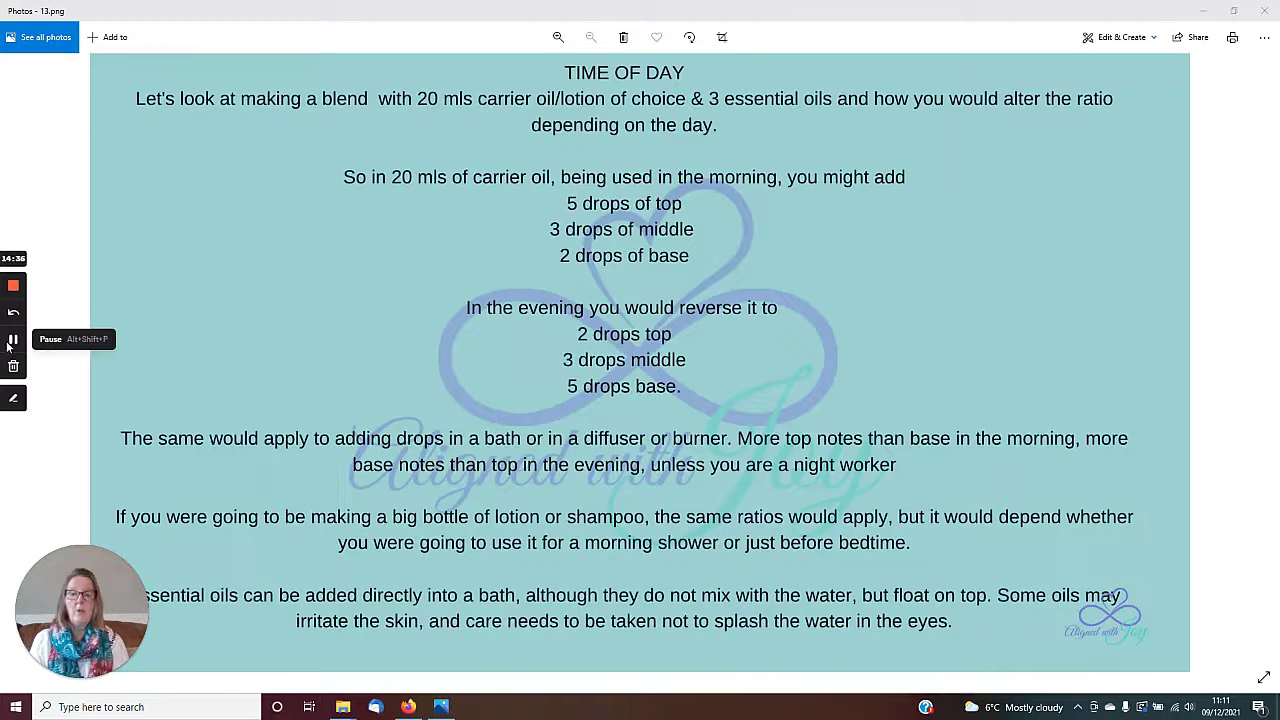 Photos - 13.png
See all photos
Add to
Edit & Create
Share
TIME OF DAY
Let's look at making a blend  with 20 mls carrier oil/lotion of choice & 3 essential oils and how you would alter the ratio
depending on the day.
So in 20 mls of carrier oil, being used in the morning, you might add
5 drops of top
3 drops of middle
2 drops of base
In the evening you would reverse it to
2 drops top
3 drops middle
5 drops base.
The same would apply to adding drops in a bath or in a diffuser or burner. More top notes than base in the morning, more
base notes than top in the evening, unless you are a night worker
If you were going to be making a big bottle of lotion or shampoo, the same ratios would apply, but it would depend whether
you were going to use it for a morning shower or just before bedtime.
ssential oils can be added directly into a bath, although they do not mix with the water, but float on top. Some oils may
irritate the skin, and care needs to be taken not to splash the water in the eyes.
Aligned with Joy
Aligned with Joy
14:36
Pause Alt+Shift+P
Type here to search
6°C Mostly cloudy
11:11
09/12/2021